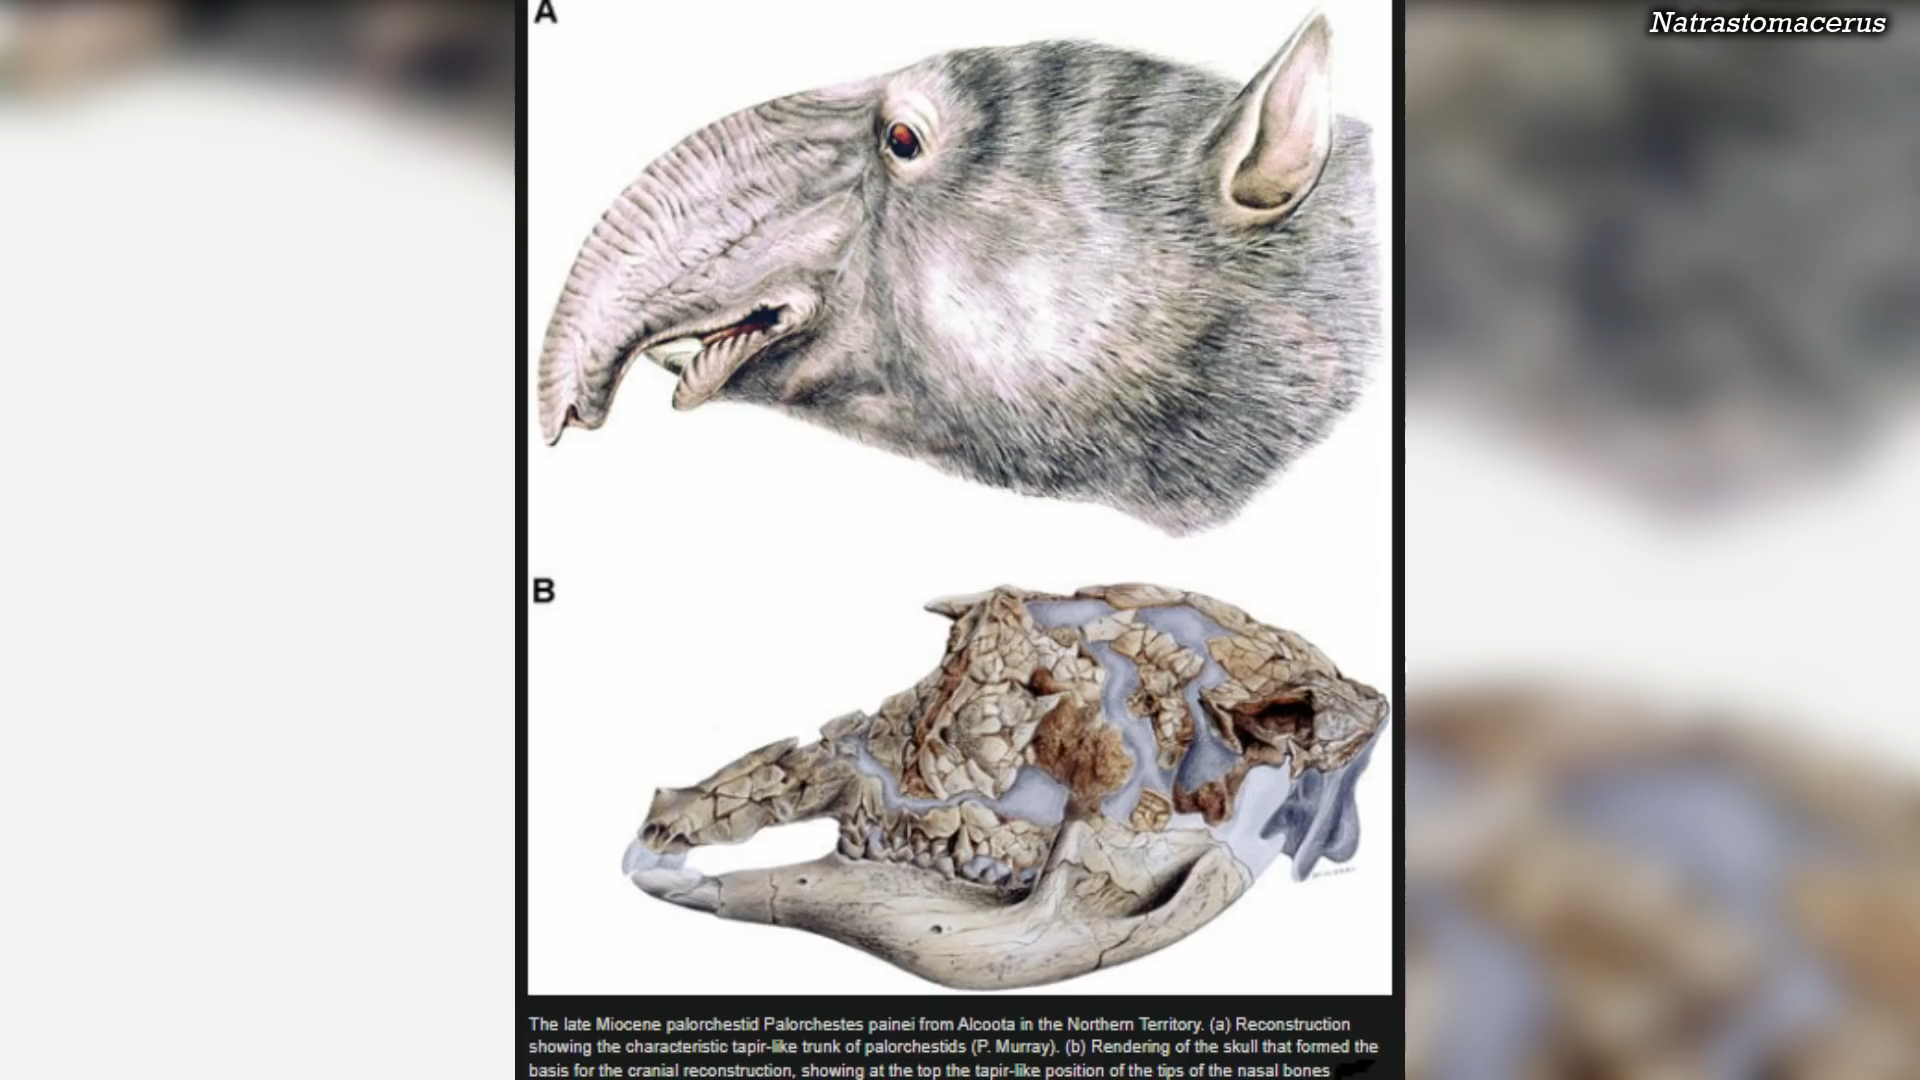 A
Natrastomacerus
B
The late Miocene palorchestid Palorchestes painei from Alcoota in the Northern Territory. (a) Reconstruction
showing the characteristic tapir-like trunk of palorchestids (P. Murray). (b) Rendering of the skull that formed the
basis for the cranial reconstruction, showing at the top the tapir-like position of the tips of the nasal bones